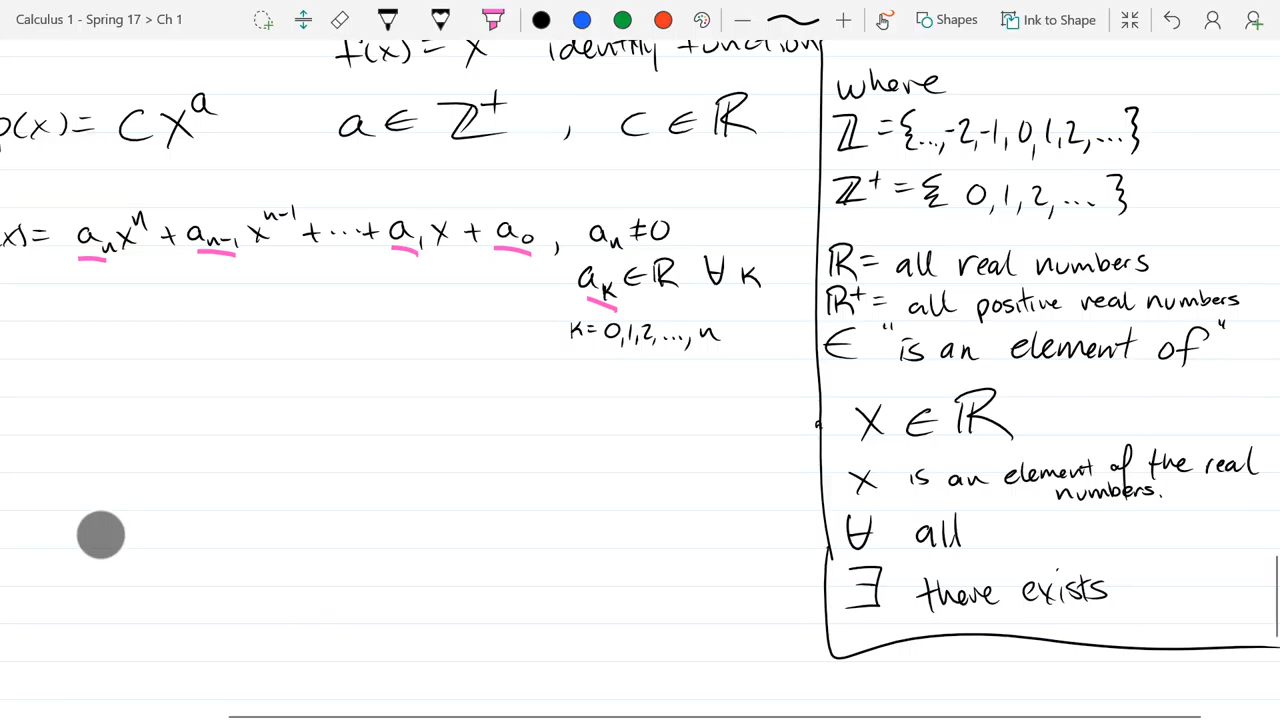 Calculus 1 - Spring 17 > Ch 1
Shapes
Ink to Shape
f(x) = x identity function
p(x) = Cx^a a ∈ ℤ^+ , C ∈ ℝ
x) = a_n x^n + a_{n-1} x^{n-1} + ... + a_1 x + a_0 , a_n ≠ 0
a_k ∈ ℝ ∀ k
k = 0, 1, 2, ..., n
where
ℤ = {..., -2, -1, 0, 1, 2, ...}
ℤ^+ = { 0, 1, 2, ... }
ℝ = all real numbers
ℝ^+ = all positive real numbers
∈ "is an element of"
x ∈ ℝ
x is an element of the real
numbers.
∀ all
∃ there exists